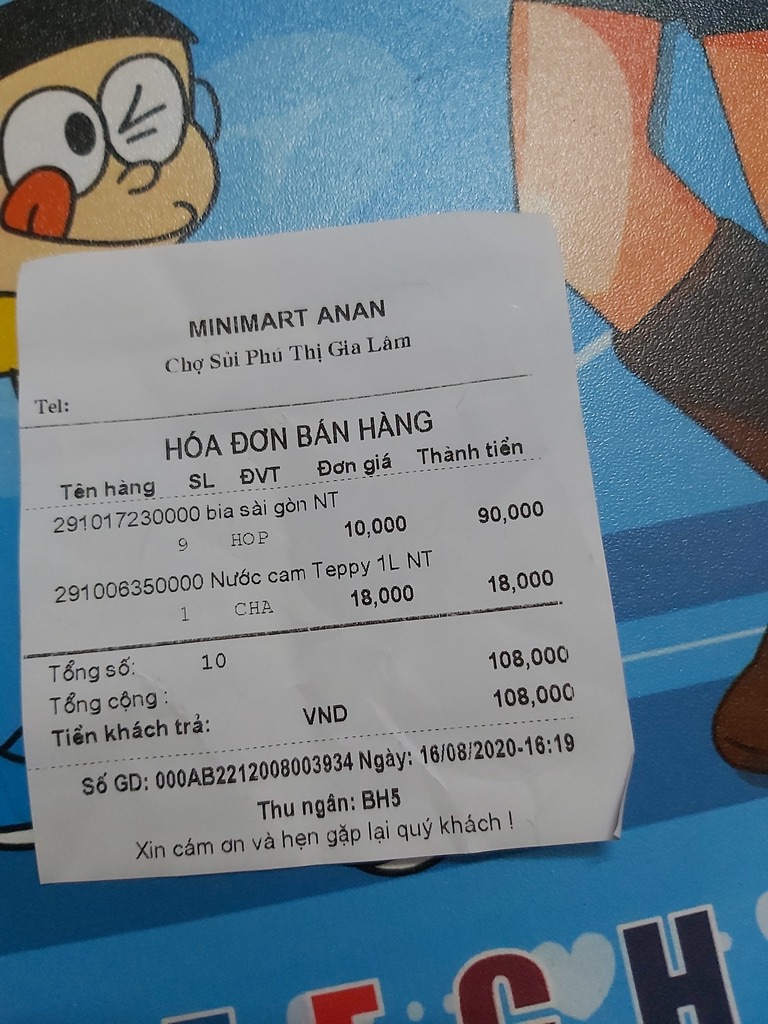 MINIMART ANAN
Chợ Sủi Phú Thị Gia Lâm
Tel:
HÓA ĐƠN BÁN HÀNG
Tên hàng SL ĐVT Đơn giá Thành tiền
291017230000 bia sài gòn NT
9 HOP 10,000 90,000
291006350000 Nước cam Teppy 1L NT
1 CHA 18,000 18,000
Tổng số: 10 108,000
Tổng cộng : 108,000
Tiền khách trả: VND
Số GD: 000AB2212008003934 Ngày: 16/08/2020-16:19
Thu ngân: BH5
Xin cám ơn và hẹn gặp lại quý khách !